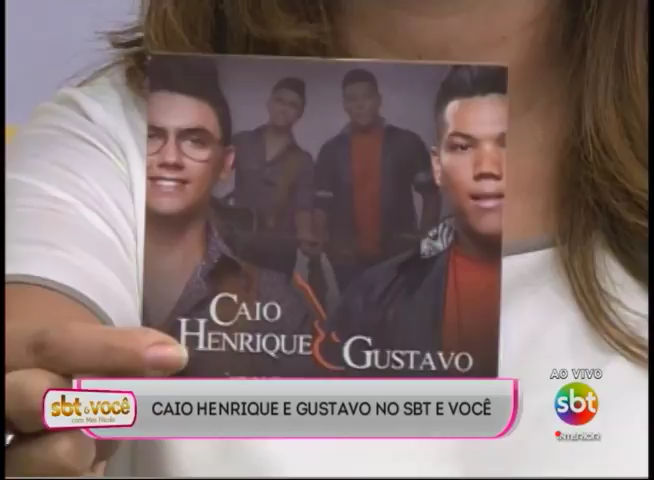 CAIO
HENRIQUE & GUSTAVO
sbt & VOCÊ
CAIO HENRIQUE E GUSTAVO NO SBT E VOCÊ
AO VIVO
sbt
INTERIOR